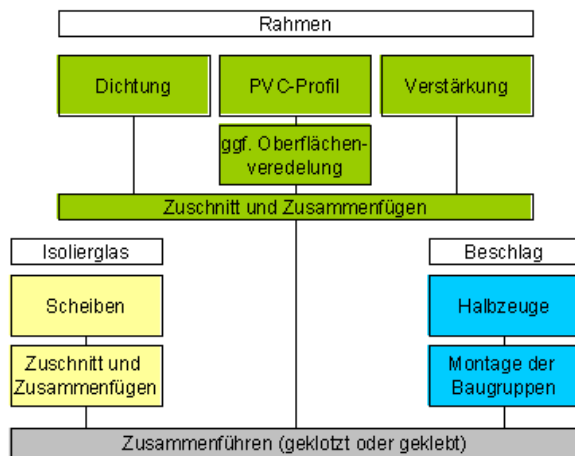 Rahmen
Dichtung
PVC-Profil
Verstärkung
ggf. Oberflächen-
veredelung
Zuschnitt und Zusammenfügen
Isolierglas
Beschlag
Scheiben
Halbzeuge
Zuschnitt und
Zusammenfügen
Montage der
Baugruppen
Zusammenführen (geklotzt oder geklebt)